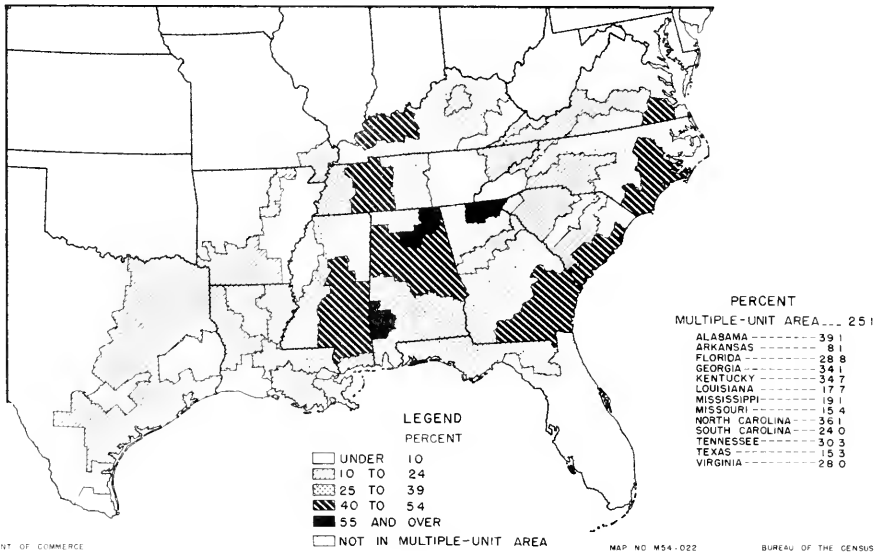 PERCENT
MULTIPLE-UNIT AREA --- 25 1
ALABAMA ---------- 39 1
ARKANSAS --------- 8 1
FLORIDA ---------- 28 8
GEORGIA ---------- 34 1
KENTUCKY --------- 34 7
LOUISIANA -------- 17 7
MISSISSIPPI ------ 19 1
MISSOURI --------- 15 4
NORTH CAROLINA --- 36 1
SOUTH CAROLINA --- 24 0
TENNESSEE -------- 30 3
TEXAS ------------ 15 3
VIRGINIA --------- 28 0
LEGEND
PERCENT
UNDER 10
10 TO 24
25 TO 39
40 TO 54
55 AND OVER
NOT IN MULTIPLE-UNIT AREA
NT OF COMMERCE
MAP NO M54-022
BUREAU OF THE CENSUS